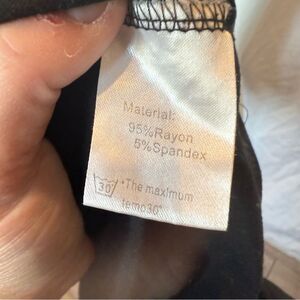 Material:
95%Rayon
5%Spandex
30 *The maximum
temp30°